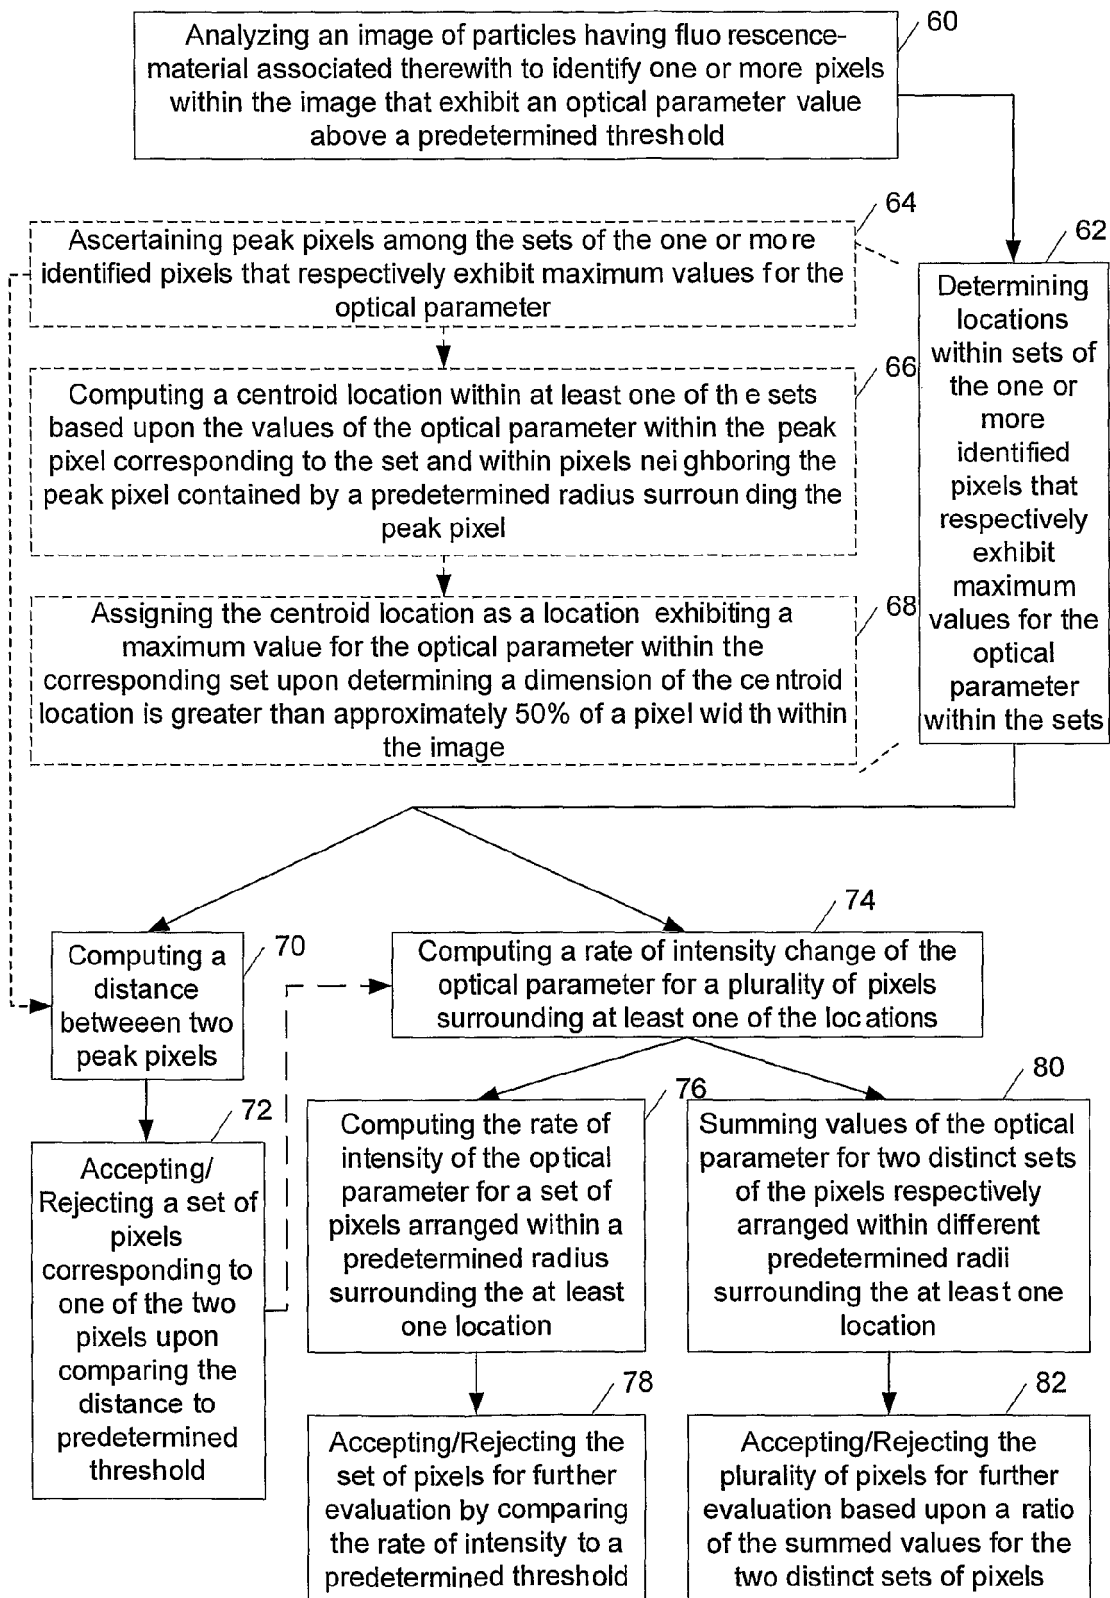 60
Analyzing an image of particles having fluo rescence-
material associated therewith to identify one or more pixels
within the image that exhibit an optical parameter value
above a predetermined threshold
64
Ascertaining peak pixels among the sets of the one or mo re
identified pixels that respectively exhibit maximum values f or the
optical parameter
62
Determining
locations
within sets of
the one or
more
identified
pixels that
respectively
exhibit
maximum
values for the
optical
parameter
within the sets
66
Computing a centroid location within at least one of th e sets
based upon the values of the optical parameter within the peak
pixel corresponding to the set and within pixels nei ghboring the
peak pixel contained by a predetermined radius surroun ding the
peak pixel
68
Assigning the centroid location as a location exhibiting a
maximum value for the optical parameter within the
corresponding set upon determining a dimension of the ce ntroid
location is greater than approximately 50% of a pixel wid th within
the image
70
Computing a
distance
betweeen two
peak pixels
74
Computing a rate of intensity change of the
optical parameter for a plurality of pixels
surrounding at least one of the locations
72
Accepting/
Rejecting a set of
pixels
corresponding to
one of the two
pixels upon
comparing the
distance to
predetermined
threshold
76
Computing the rate of
intensity of the optical
parameter for a set of
pixels arranged within a
predetermined radius
surrounding the at least
one location
80
Summing values of the optical
parameter for two distinct sets
of the pixels respectively
arranged within different
predetermined radii
surrounding the at least one
location
78
Accepting/Rejecting the
set of pixels for further
evaluation by comparing
the rate of intensity to a
predetermined threshold
82
Accepting/Rejecting the
plurality of pixels for further
evaluation based upon a ratio
of the summed values for the
two distinct sets of pixels